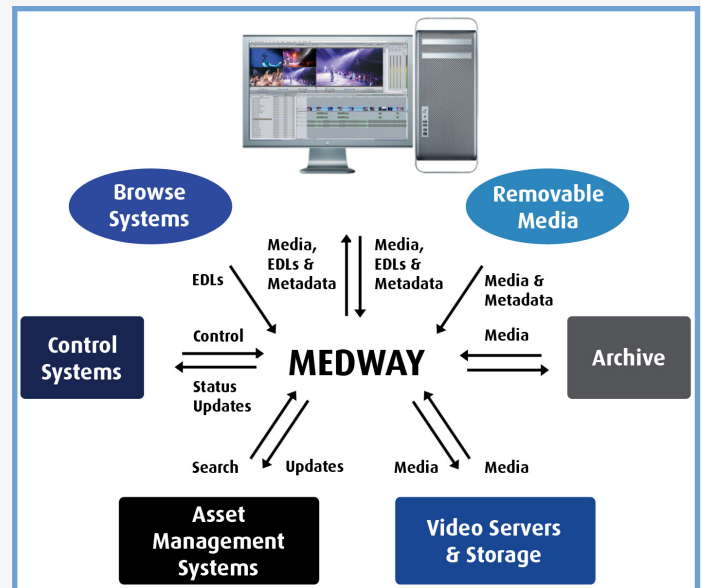 Browse
Systems
Removable
Media
Media,
EDLs &
Metadata
Media,
EDLs &
Metadata
EDLs
Media &
Metadata
Control
Systems
Control
Status
Updates
MEDWAY
Media
Archive
Search
Updates
Media
Media
Asset
Management
Systems
Video Servers
& Storage